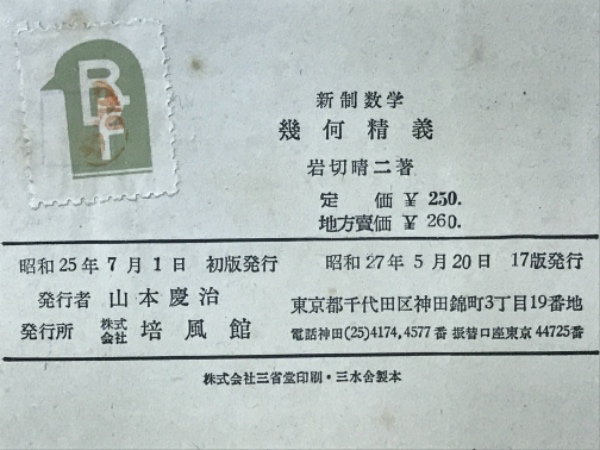 新制数学
幾何精義
岩切晴二著
定価 ¥ 250.
地方賣価 ¥ 260.
昭和25年7月1日 初版発行 昭和27年5月20日 17版発行
発行者 山本慶治 東京都千代田区神田錦町3丁目19番地
発行所 株式会社 培風館 電話神田(25)4174,4577番 振替口座東京44725番
株式会社三省堂印刷・三水舎製本